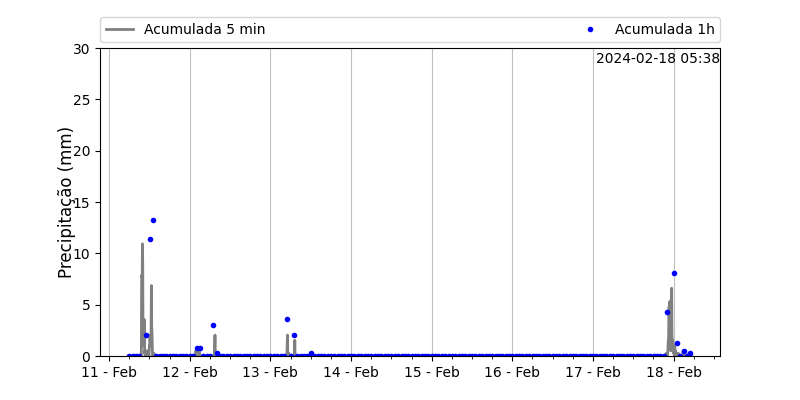 Acumulada 5 min
Acumulada 1h
2024-02-18 05:38
Precipitação (mm)
30
25
20
15
10
5
0
11 - Feb
12 - Feb
13 - Feb
14 - Feb
15 - Feb
16 - Feb
17 - Feb
18 - Feb